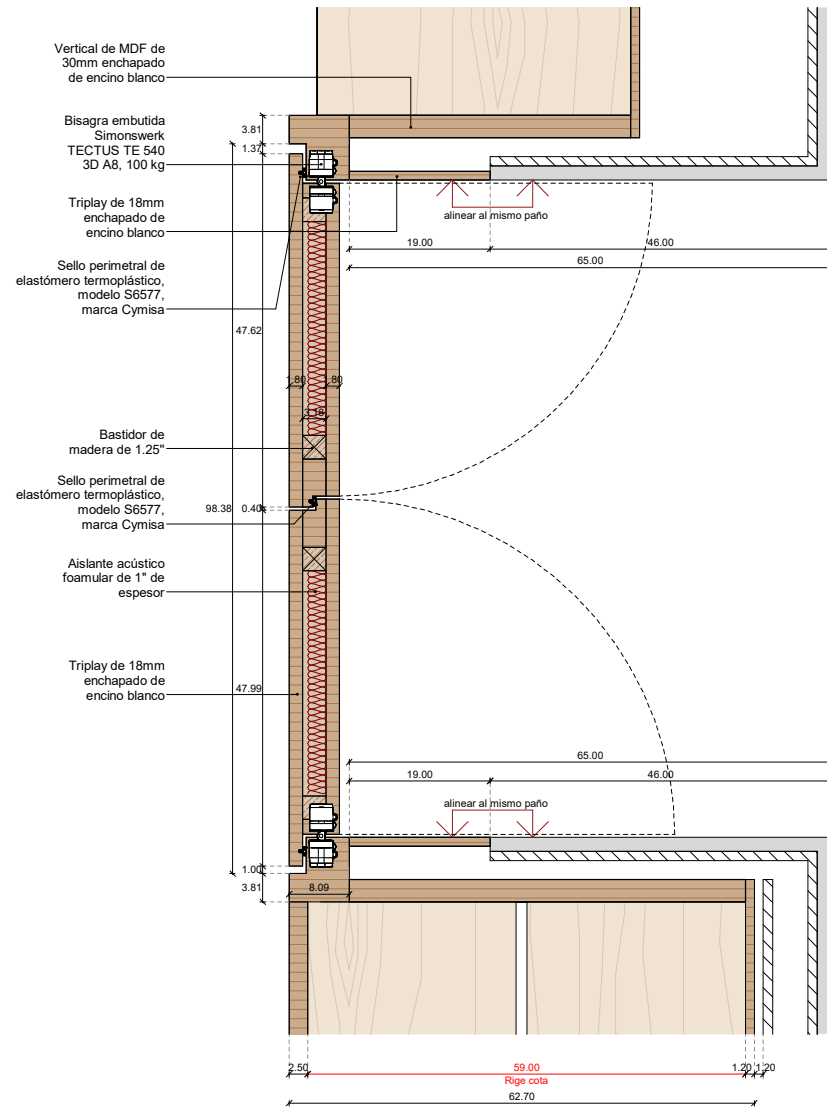 Vertical de MDF de
30mm enchapado
de encino blanco
3.81
Bisagra embutida
Simonswerk
TECTUS TE 540
3D A8, 100 kg
1.37
Triplay de 18mm
enchapado de
encino blanco
alinear al mismo paño
19.00
46.00
65.00
Sello perimetral de
elastómero termoplástico,
modelo S6577,
marca Cymisa
47.62
1.80
1.80
3.18
Bastidor de
madera de 1.25"
Sello perimetral de
elastómero termoplástico,
modelo S6577,
marca Cymisa
98.38
0.40
Aislante acústico
foamular de 1" de
espesor
Triplay de 18mm
enchapado de
encino blanco
47.99
65.00
19.00
46.00
alinear al mismo paño
1.00
3.81
8.09
2.50
59.00
Rige cota
1.20
1.20
62.70